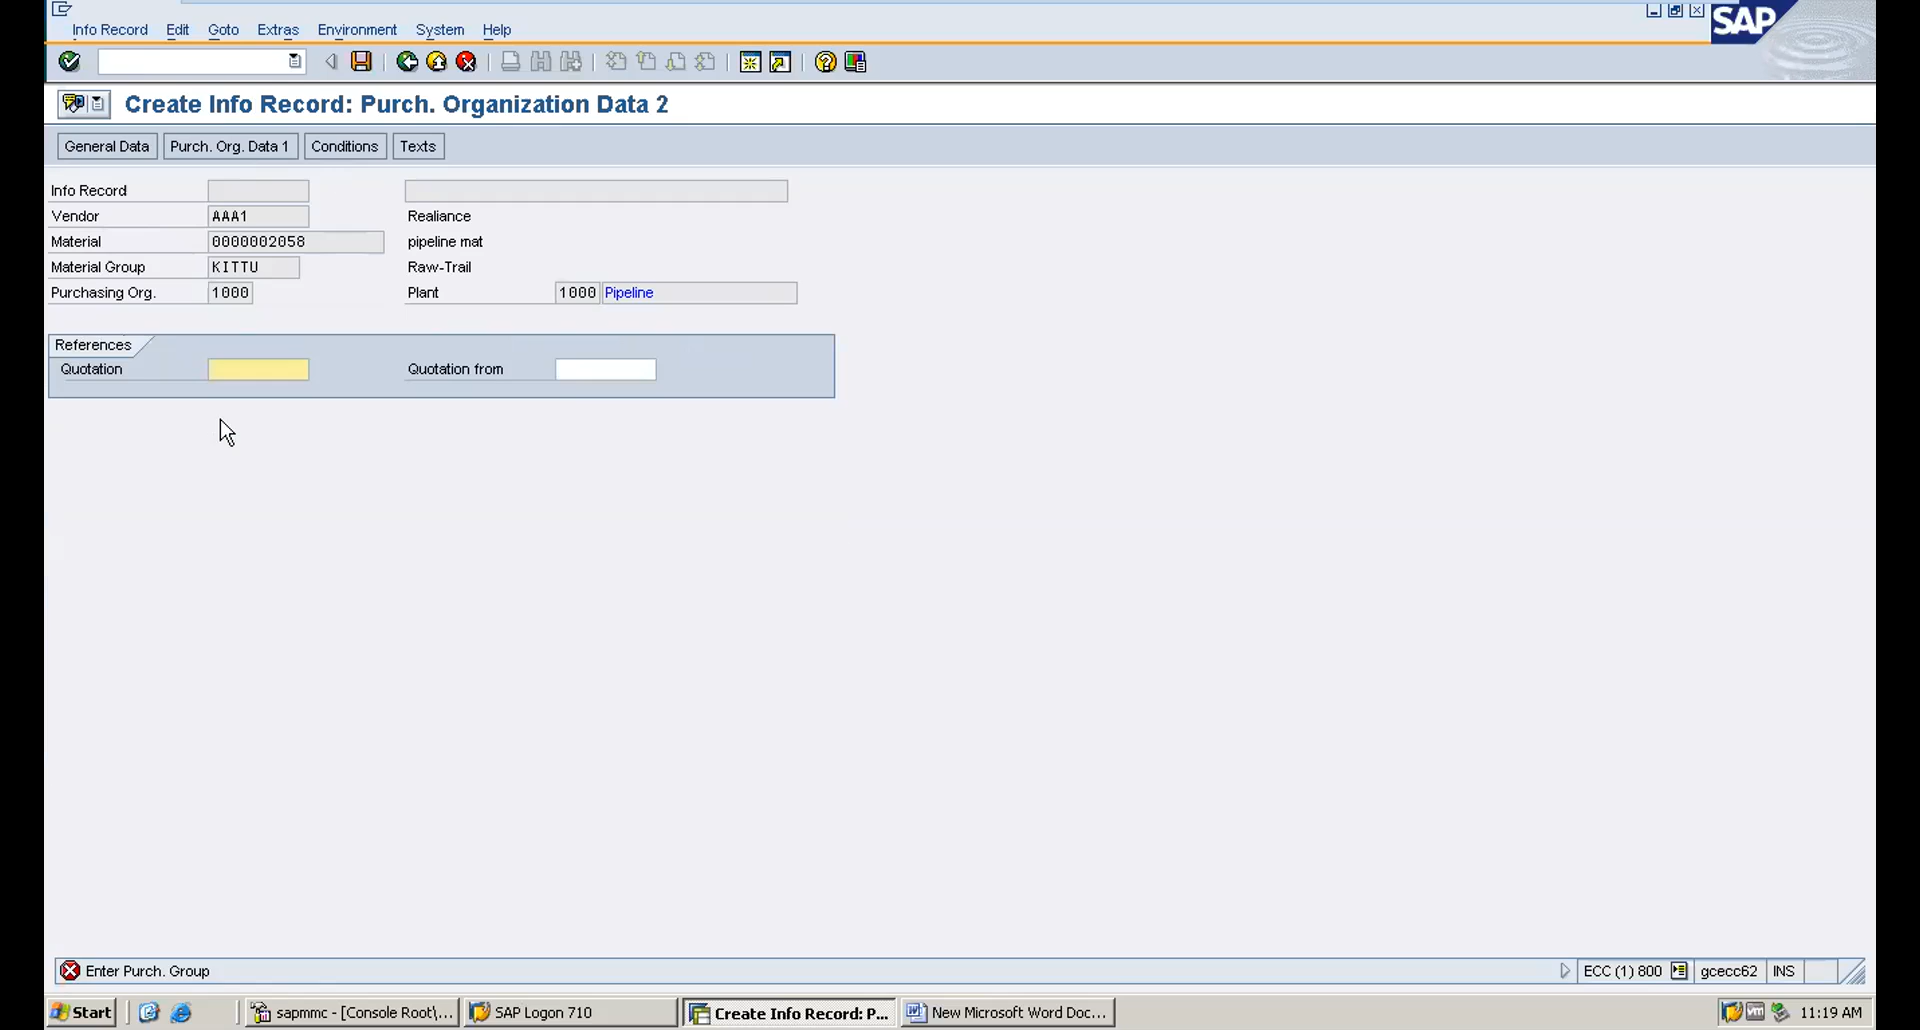 Info Record Edit Goto Extras Environment System Help
SAP
Create Info Record: Purch. Organization Data 2
General Data Purch. Org. Data 1 Conditions Texts
Info Record
Vendor AAA1 Realiance
Material 0000002058 pipeline mat
Material Group KITTU Raw-Trail
Purchasing Org. 1000 Plant 1000 Pipeline
References
Quotation Quotation from
Enter Purch. Group ECC (1) 800 gcecc62 INS
Start sapmmc - [Console Root\... SAP Logon 710 Create Info Record: P... New Microsoft Word Doc... 11:19 AM